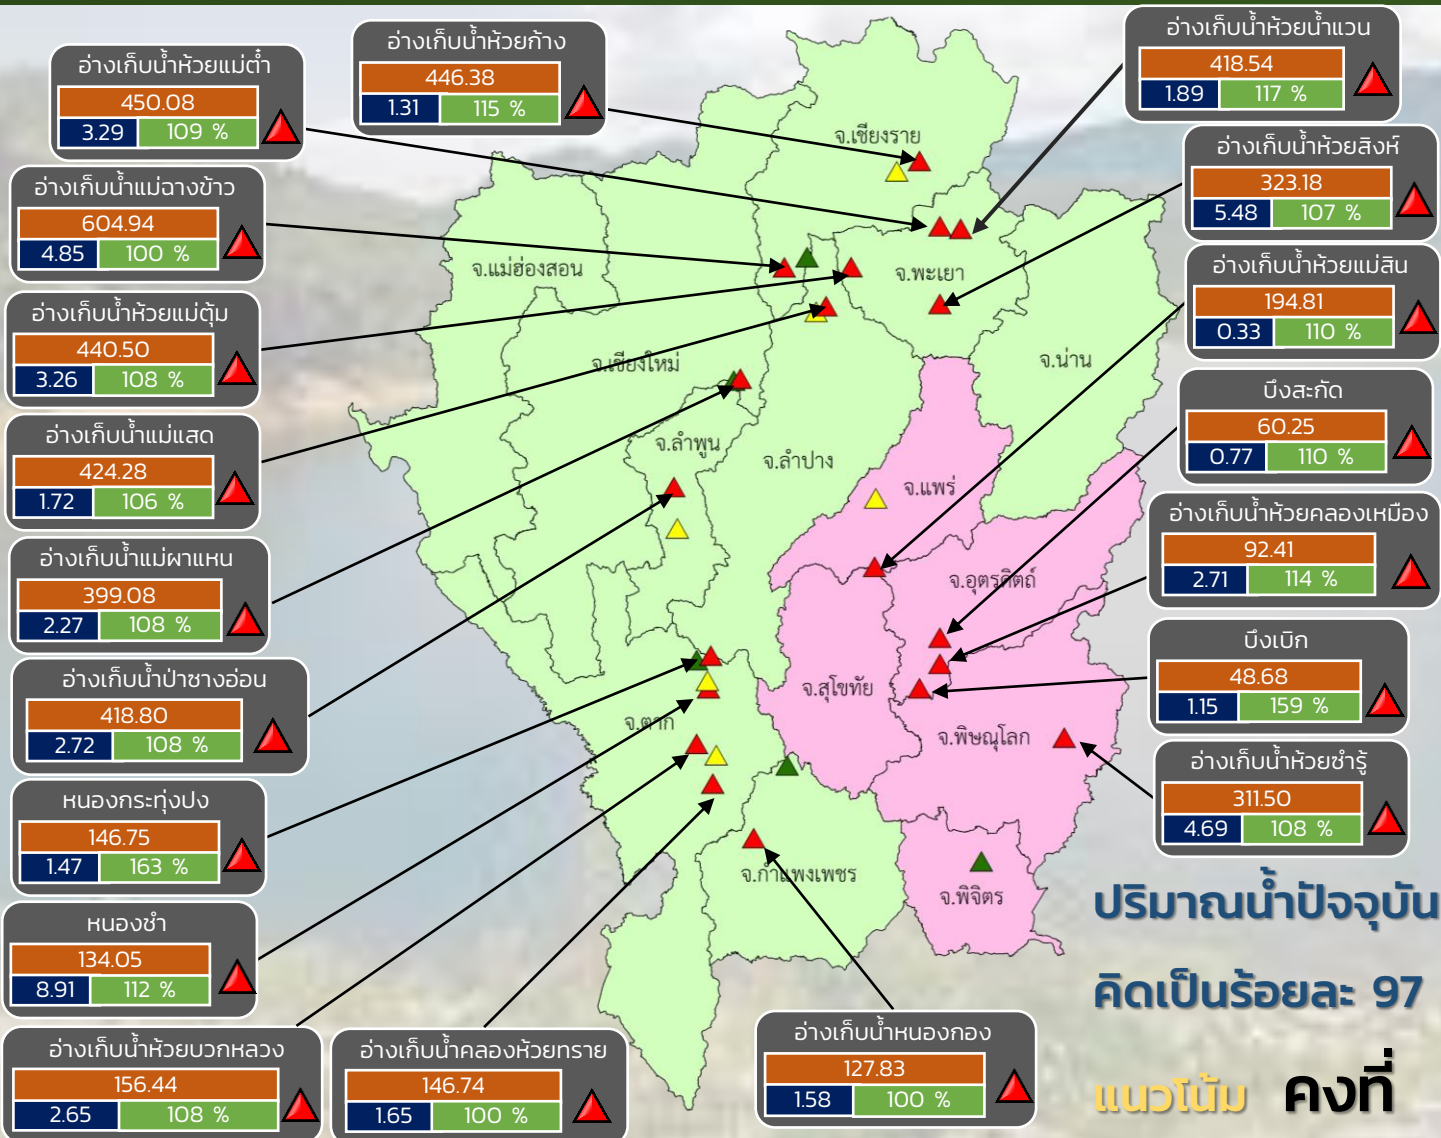 อ่างเก็บน้ำห้วยแม่ต๋ำ
450.08
3.29 109 %
อ่างเก็บน้ำห้วยก้าง
446.38
1.31 115 %
อ่างเก็บน้ำห้วยน้ำแวน
418.54
1.89 117 %
อ่างเก็บน้ำแม่ฉางข้าว
604.94
4.85 100 %
อ่างเก็บน้ำห้วยสิงห์
323.18
5.48 107 %
อ่างเก็บน้ำห้วยแม่ตุ้ม
440.50
3.26 108 %
อ่างเก็บน้ำห้วยแม่สิน
194.81
0.33 110 %
อ่างเก็บน้ำแม่แสด
424.28
1.72 106 %
บึงสะกัด
60.25
0.77 110 %
อ่างเก็บน้ำแม่ผาแหน
399.08
2.27 108 %
อ่างเก็บน้ำห้วยคลองเหมือง
92.41
2.71 114 %
อ่างเก็บน้ำป่าซางอ่อน
418.80
2.72 108 %
บึงเบิก
48.68
1.15 159 %
หนองกระทุ่งปง
146.75
1.47 163 %
อ่างเก็บน้ำห้วยซำรู้
311.50
4.69 108 %
หนองชำ
134.05
8.91 112 %
อ่างเก็บน้ำห้วยบวกหลวง
156.44
2.65 108 %
อ่างเก็บน้ำคลองห้วยทราย
146.74
1.65 100 %
อ่างเก็บน้ำหนองกอง
127.83
1.58 100 %
จ.เชียงราย
จ.แม่ฮ่องสอน
จ.พะเยา
จ.เชียงใหม่
จ.น่าน
จ.ลำพูน
จ.ลำปาง
จ.แพร่
จ.อุตรดิตถ์
จ.สุโขทัย
จ.ตาก
จ.พิษณุโลก
จ.กำแพงเพชร
จ.พิจิตร
ปริมาณน้ำปัจจุบัน
คิดเป็นร้อยละ 97
แนวโน้ม คงที่